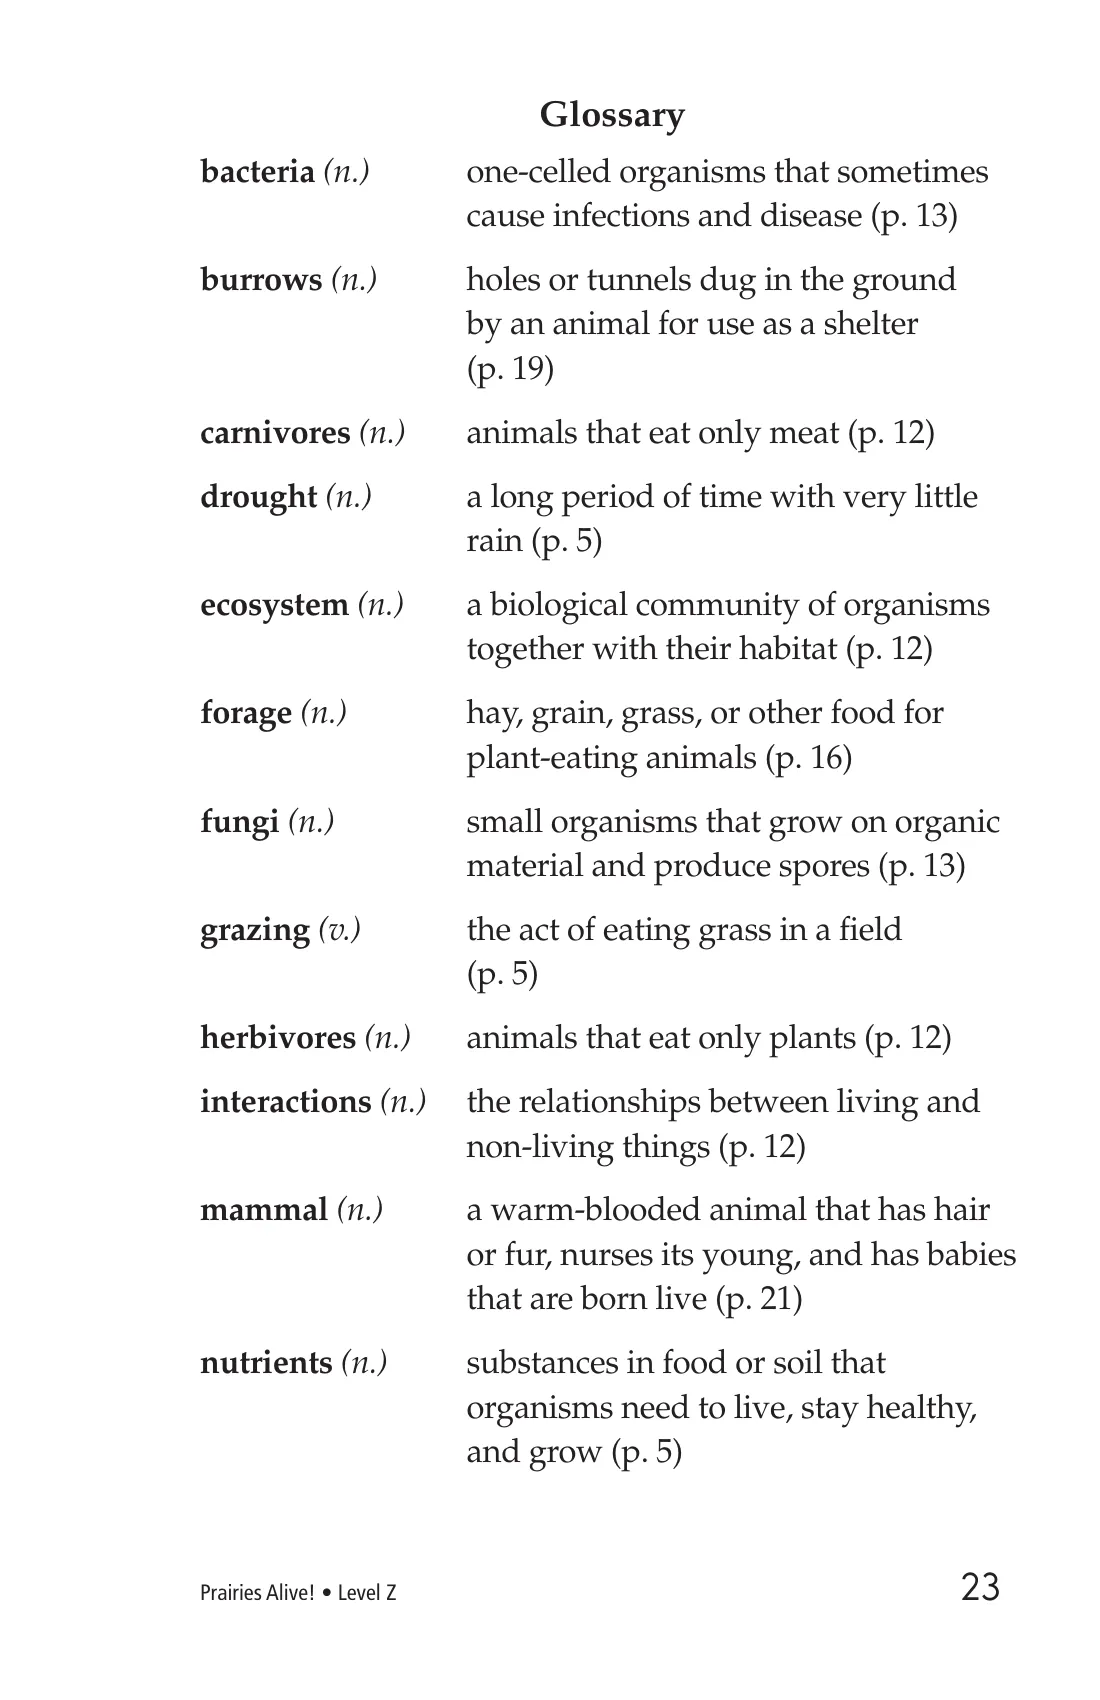 Glossary
bacteria (n.) one-celled organisms that sometimes
cause infections and disease (p. 13)
burrows (n.) holes or tunnels dug in the ground
by an animal for use as a shelter
(p. 19)
carnivores (n.) animals that eat only meat (p. 12)
drought (n.) a long period of time with very little
rain (p. 5)
ecosystem (n.) a biological community of organisms
together with their habitat (p. 12)
forage (n.) hay, grain, grass, or other food for
plant-eating animals (p. 16)
fungi (n.) small organisms that grow on organic
material and produce spores (p. 13)
grazing (v.) the act of eating grass in a field
(p. 5)
herbivores (n.) animals that eat only plants (p. 12)
interactions (n.) the relationships between living and
non-living things (p. 12)
mammal (n.) a warm-blooded animal that has hair
or fur, nurses its young, and has babies
that are born live (p. 21)
nutrients (n.) substances in food or soil that
organisms need to live, stay healthy,
and grow (p. 5)
Prairies Alive! • Level Z 23